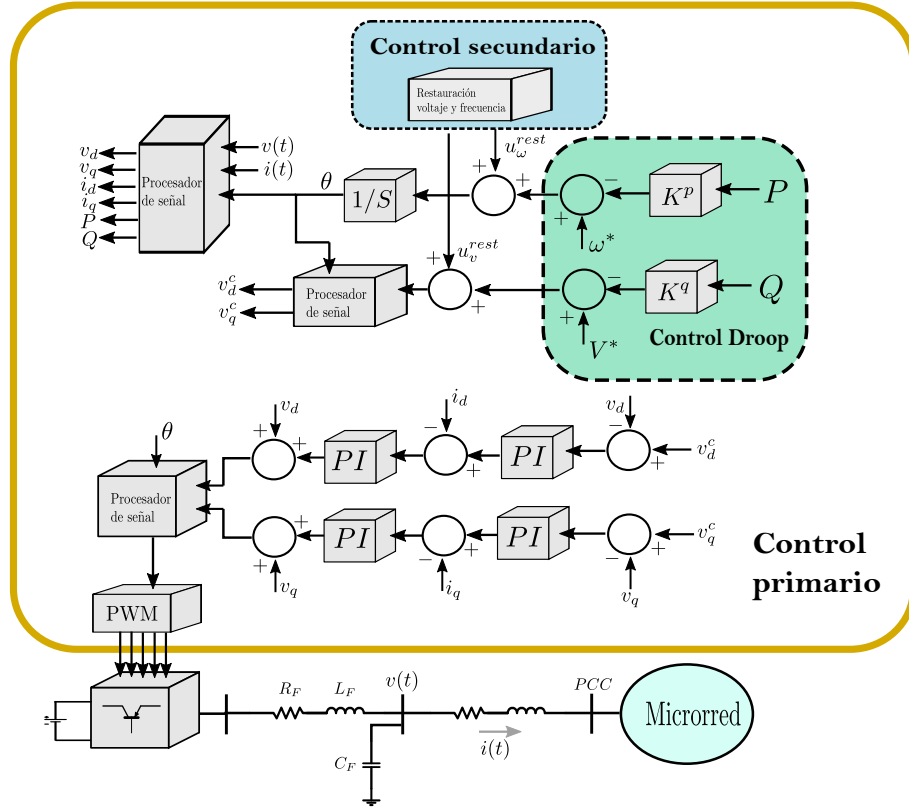 Control secundario
Restauración
voltaje y frecuencia
u_ω^{rest}
v(t)
i(t)
v_d
v_q
i_d
i_q
P
Q
Procesador
de señal
θ
1/S
+
+
−
+
K^p
P
ω^*
u_v^{rest}
+
+
v_d^c
v_q^c
Procesador
de señal
−
+
K^q
Q
V^*
Control Droop
θ
v_d
i_d
v_d
+
+
PI
−
+
PI
−
+
v_d^c
Procesador
de señal
+
+
PI
−
+
PI
−
+
v_q^c
v_q
i_q
v_q
Control
primario
PWM
R_F
L_F
v(t)
PCC
Microrred
i(t)
C_F